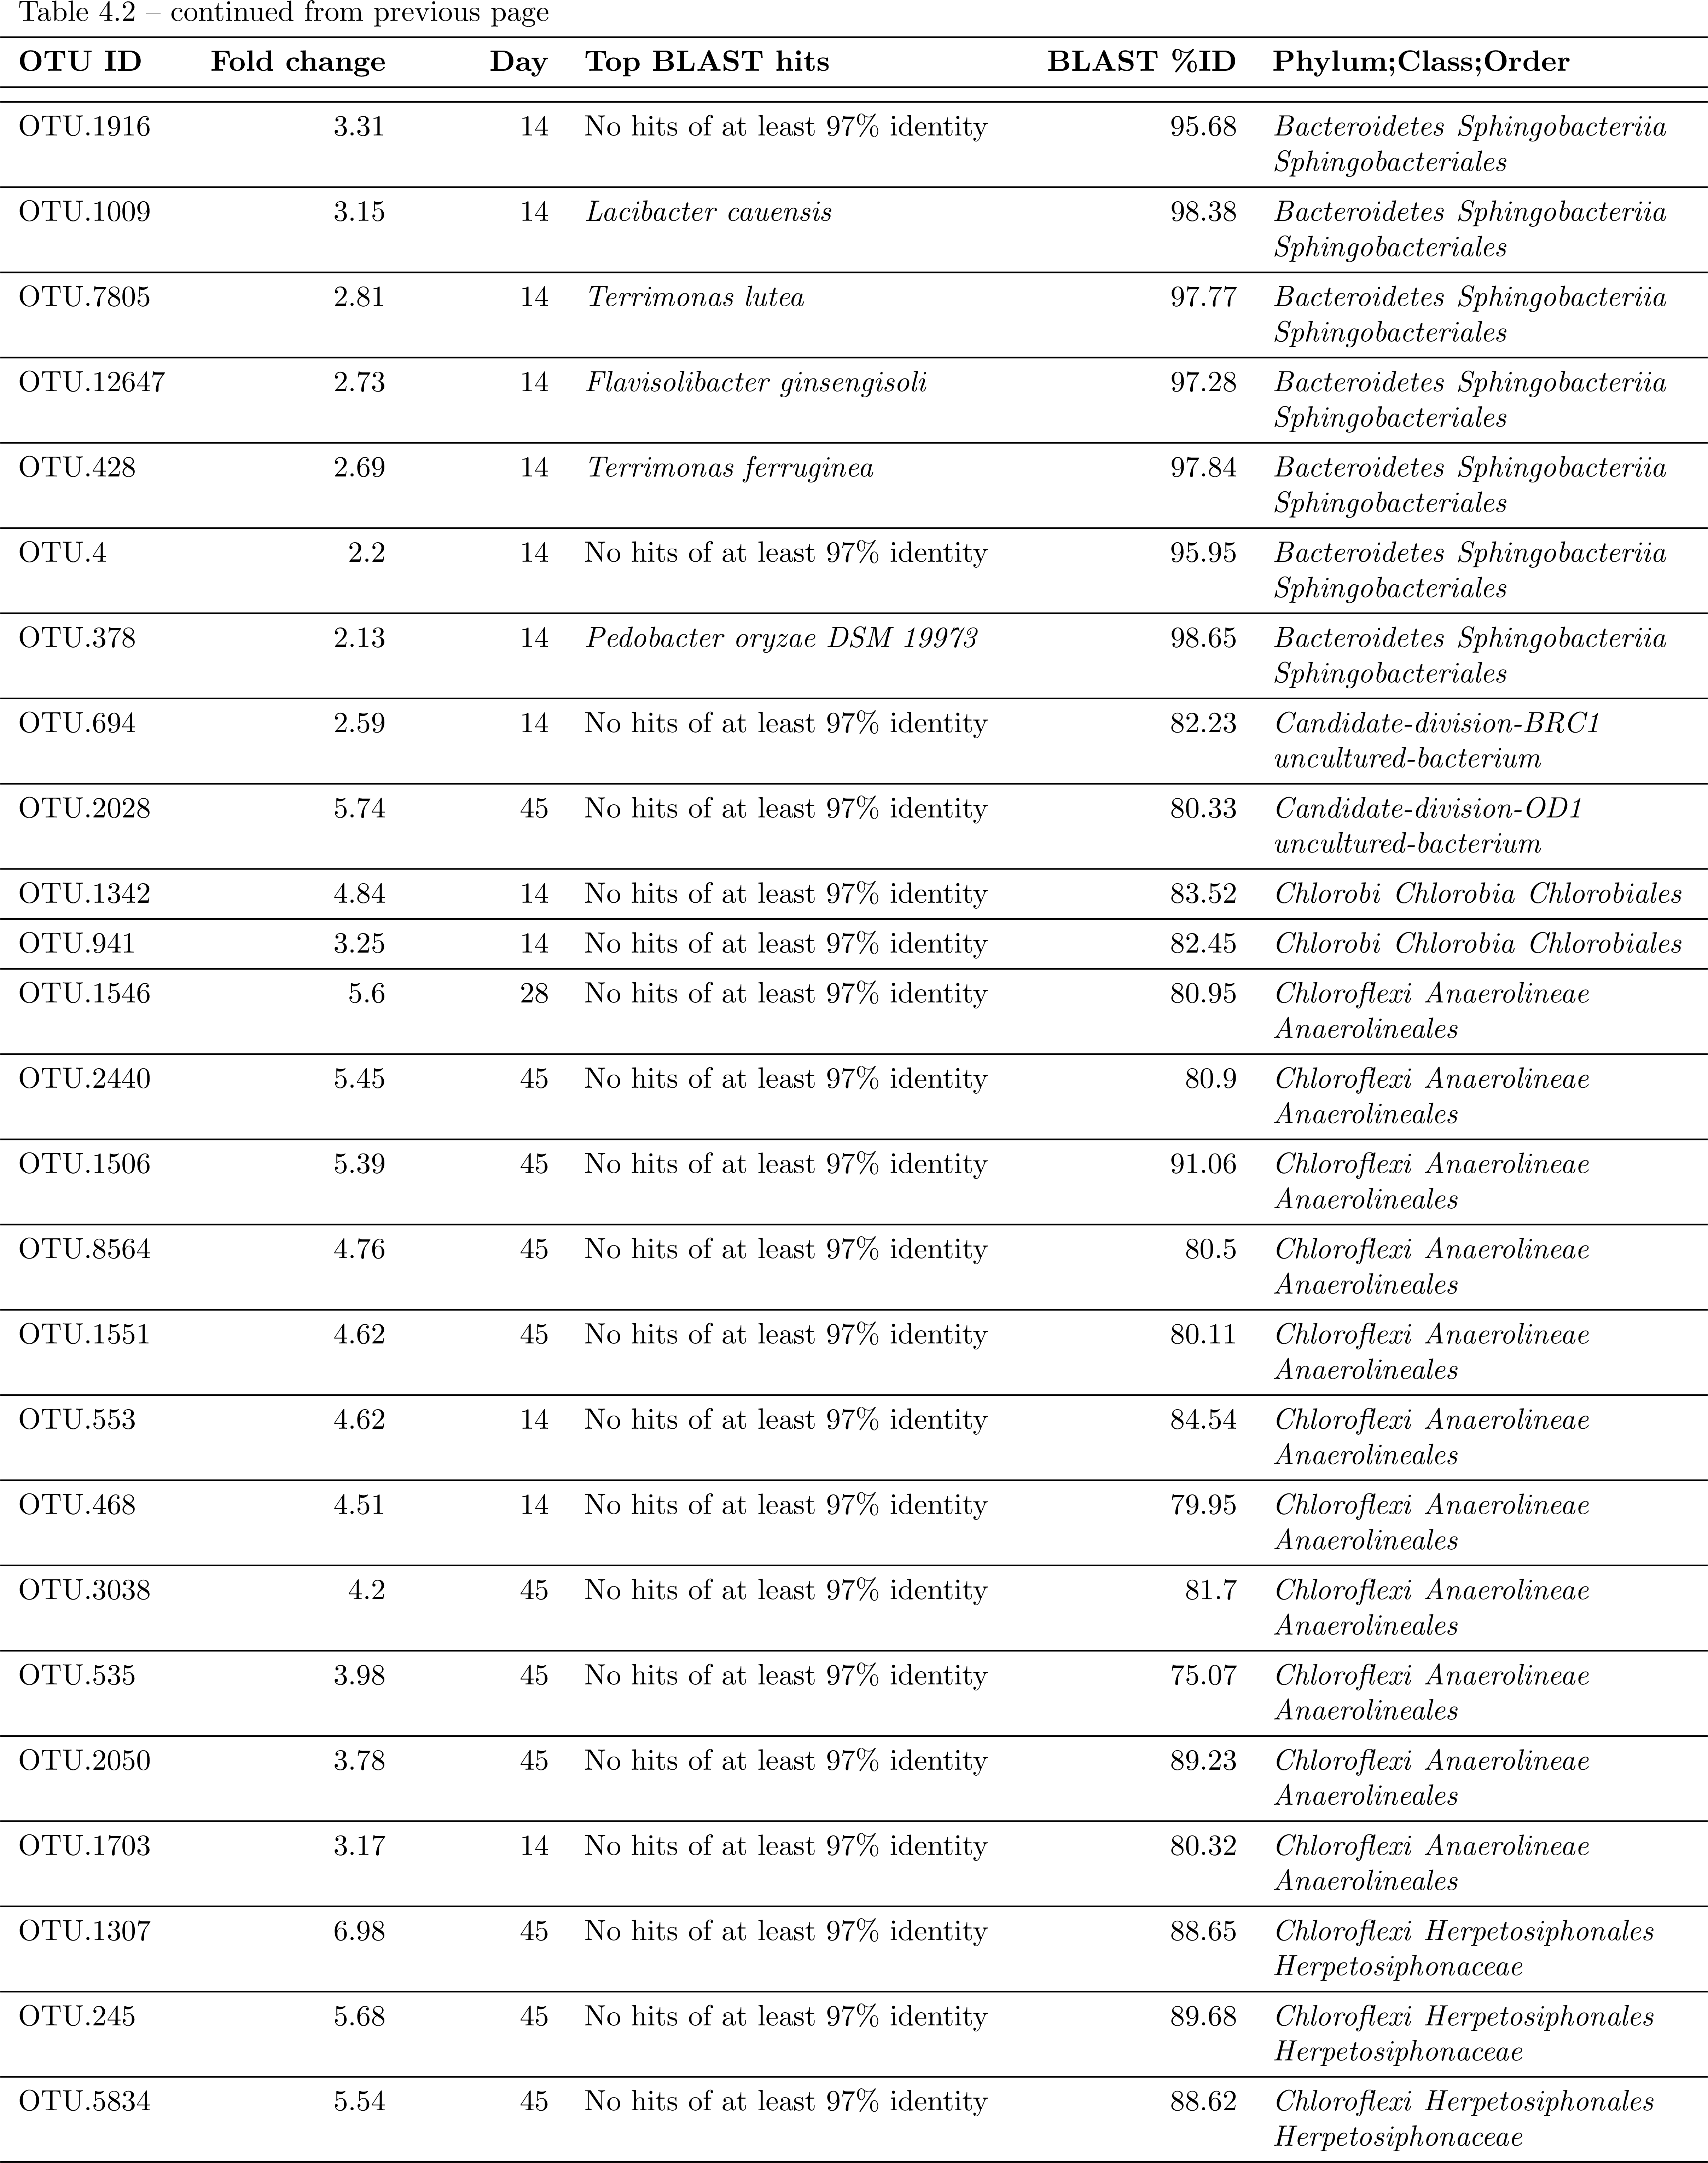 Table 4.2 – continued from previous page
OTU ID Fold change Day Top BLAST hits BLAST %ID Phylum;Class;Order
OTU.1916 3.31 14 No hits of at least 97% identity 95.68 Bacteroidetes Sphingobacteriia
Sphingobacteriales
OTU.1009 3.15 14 Lacibacter cauensis 98.38 Bacteroidetes Sphingobacteriia
Sphingobacteriales
OTU.7805 2.81 14 Terrimonas lutea 97.77 Bacteroidetes Sphingobacteriia
Sphingobacteriales
OTU.12647 2.73 14 Flavisolibacter ginsengisoli 97.28 Bacteroidetes Sphingobacteriia
Sphingobacteriales
OTU.428 2.69 14 Terrimonas ferruginea 97.84 Bacteroidetes Sphingobacteriia
Sphingobacteriales
OTU.4 2.2 14 No hits of at least 97% identity 95.95 Bacteroidetes Sphingobacteriia
Sphingobacteriales
OTU.378 2.13 14 Pedobacter oryzae DSM 19973 98.65 Bacteroidetes Sphingobacteriia
Sphingobacteriales
OTU.694 2.59 14 No hits of at least 97% identity 82.23 Candidate-division-BRC1
uncultured-bacterium
OTU.2028 5.74 45 No hits of at least 97% identity 80.33 Candidate-division-OD1
uncultured-bacterium
OTU.1342 4.84 14 No hits of at least 97% identity 83.52 Chlorobi Chlorobia Chlorobiales
OTU.941 3.25 14 No hits of at least 97% identity 82.45 Chlorobi Chlorobia Chlorobiales
OTU.1546 5.6 28 No hits of at least 97% identity 80.95 Chloroflexi Anaerolineae
Anaerolineales
OTU.2440 5.45 45 No hits of at least 97% identity 80.9 Chloroflexi Anaerolineae
Anaerolineales
OTU.1506 5.39 45 No hits of at least 97% identity 91.06 Chloroflexi Anaerolineae
Anaerolineales
OTU.8564 4.76 45 No hits of at least 97% identity 80.5 Chloroflexi Anaerolineae
Anaerolineales
OTU.1551 4.62 45 No hits of at least 97% identity 80.11 Chloroflexi Anaerolineae
Anaerolineales
OTU.553 4.62 14 No hits of at least 97% identity 84.54 Chloroflexi Anaerolineae
Anaerolineales
OTU.468 4.51 14 No hits of at least 97% identity 79.95 Chloroflexi Anaerolineae
Anaerolineales
OTU.3038 4.2 45 No hits of at least 97% identity 81.7 Chloroflexi Anaerolineae
Anaerolineales
OTU.535 3.98 45 No hits of at least 97% identity 75.07 Chloroflexi Anaerolineae
Anaerolineales
OTU.2050 3.78 45 No hits of at least 97% identity 89.23 Chloroflexi Anaerolineae
Anaerolineales
OTU.1703 3.17 14 No hits of at least 97% identity 80.32 Chloroflexi Anaerolineae
Anaerolineales
OTU.1307 6.98 45 No hits of at least 97% identity 88.65 Chloroflexi Herpetosiphonales
Herpetosiphonaceae
OTU.245 5.68 45 No hits of at least 97% identity 89.68 Chloroflexi Herpetosiphonales
Herpetosiphonaceae
OTU.5834 5.54 45 No hits of at least 97% identity 88.62 Chloroflexi Herpetosiphonales
Herpetosiphonaceae